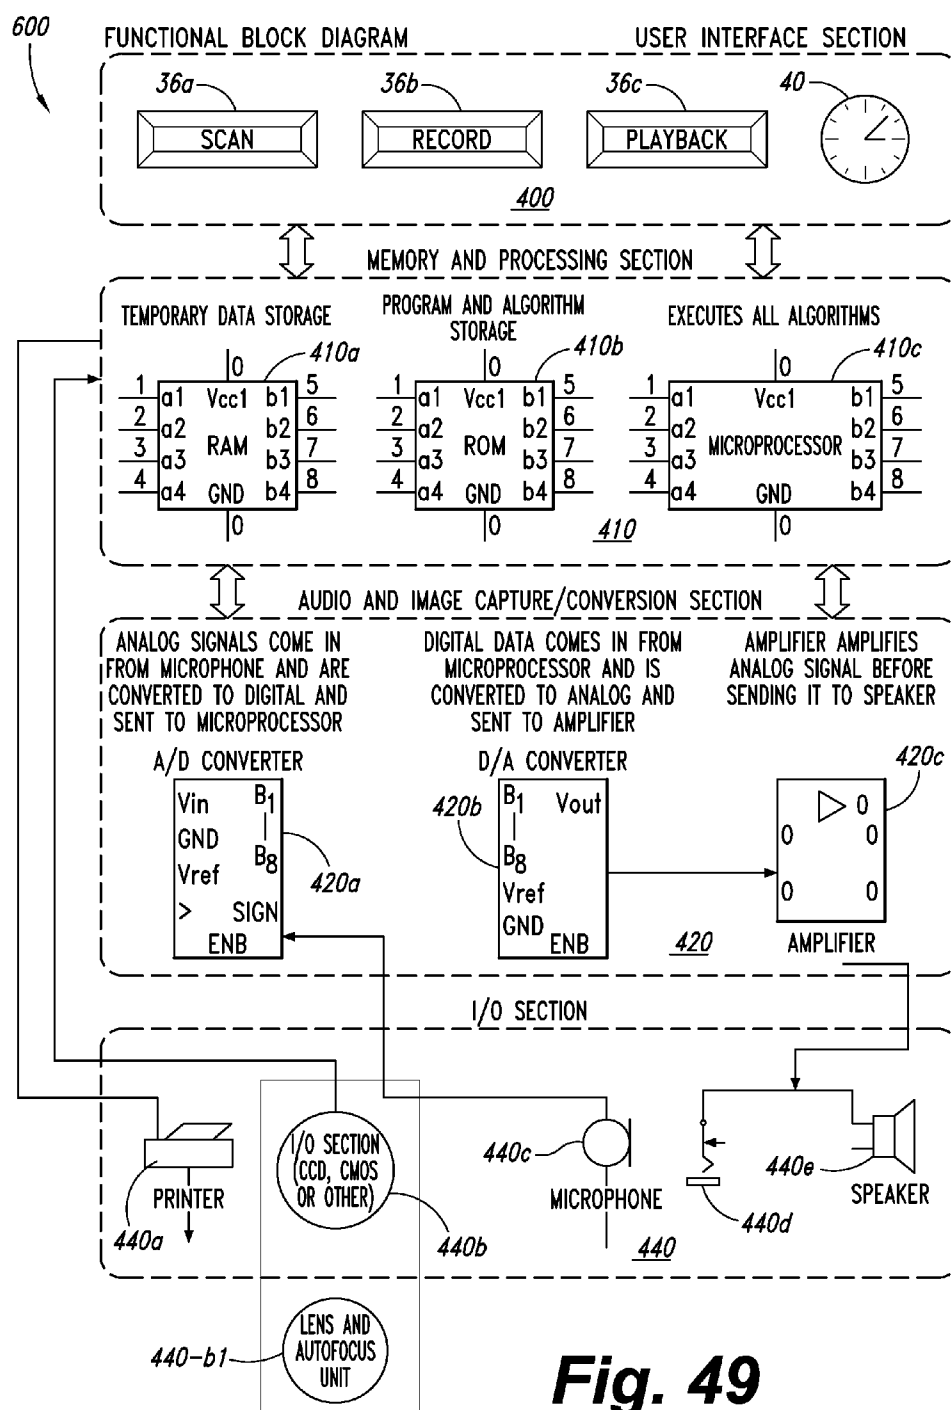 600
FUNCTIONAL BLOCK DIAGRAM
USER INTERFACE SECTION
36a
36b
36c
40
SCAN
RECORD
PLAYBACK
400
MEMORY AND PROCESSING SECTION
TEMPORARY DATA STORAGE
PROGRAM AND ALGORITHM
STORAGE
EXECUTES ALL ALGORITHMS
0 410a
1 a1 Vcc1 b1 5
2 a2 b2 6
RAM
3 a3 b3 7
4 a4 GND b4 8
0
0 410b
1 a1 Vcc1 b1 5
2 a2 b2 6
ROM
3 a3 b3 7
4 a4 GND b4 8
0
0 410c
1 a1 Vcc1 b1 5
2 a2 b2 6
MICROPROCESSOR
3 a3 b3 7
4 a4 GND b4 8
0
410
AUDIO AND IMAGE CAPTURE/CONVERSION SECTION
ANALOG SIGNALS COME IN
FROM MICROPHONE AND ARE
CONVERTED TO DIGITAL AND
SENT TO MICROPROCESSOR
DIGITAL DATA COMES IN FROM
MICROPROCESSOR AND IS
CONVERTED TO ANALOG AND
SENT TO AMPLIFIER
AMPLIFIER AMPLIFIES
ANALOG SIGNAL BEFORE
SENDING IT TO SPEAKER
A/D CONVERTER
Vin B1
GND
Vref B8
> SIGN
ENB
420a
D/A CONVERTER
B1 Vout
B8
Vref
GND
ENB
420b
420c
0
0 0
0 0
AMPLIFIER
420
I/O SECTION
PRINTER
440a
I/O SECTION
(CCD, CMOS
OR OTHER)
440b
440c
MICROPHONE
440
440d
440e
SPEAKER
LENS AND
AUTOFOCUS
UNIT
440-b1
Fig. 49